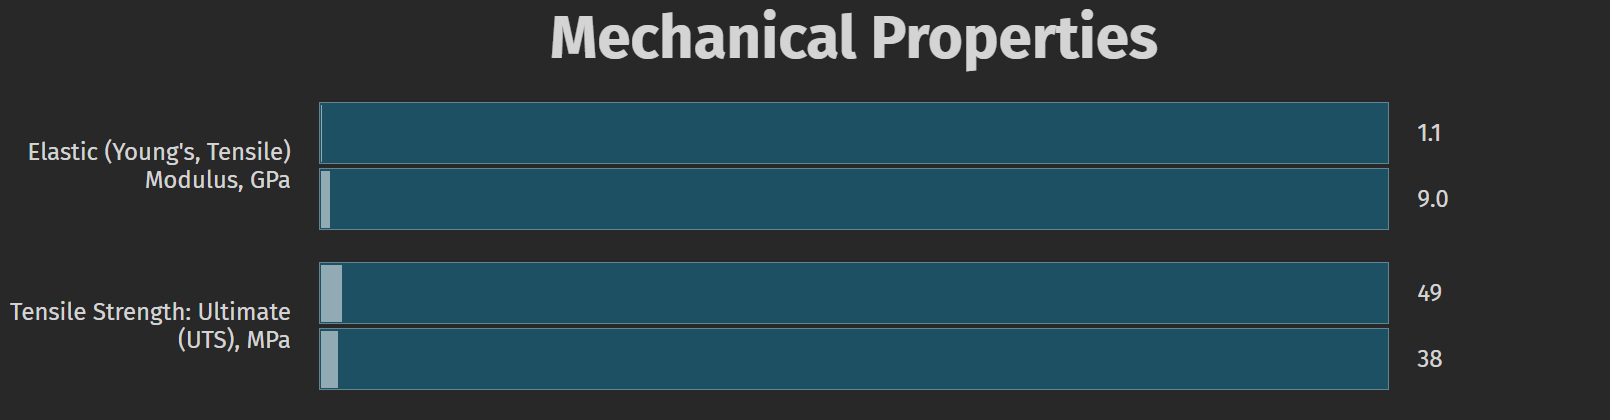 Mechanical Properties
Elastic (Young's, Tensile)
Modulus, GPa
1.1
9.0
Tensile Strength: Ultimate
(UTS), MPa
49
38